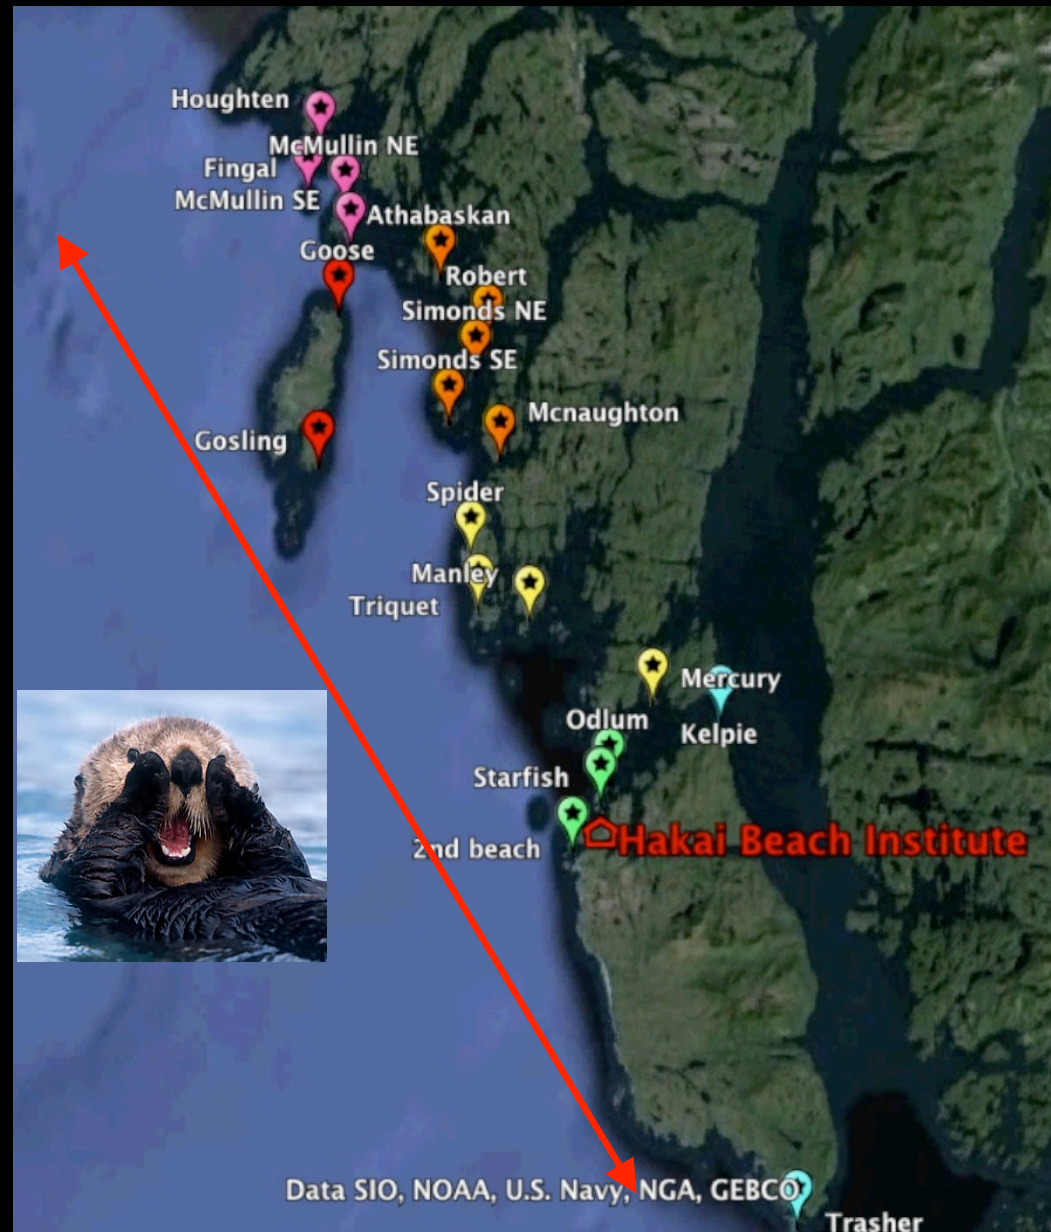 Houghten
McMullin NE
Fingal
McMullin SE
Athabaskan
Goose
Robert
Simonds NE
Simonds SE
Mcnaughton
Gosling
Spider
Manley
Triquet
Mercury
Odlum
Kelpie
Starfish
Hakai Beach Institute
2nd beach
Data SIO, NOAA, U.S. Navy, NGA, GEBCO
Trasher